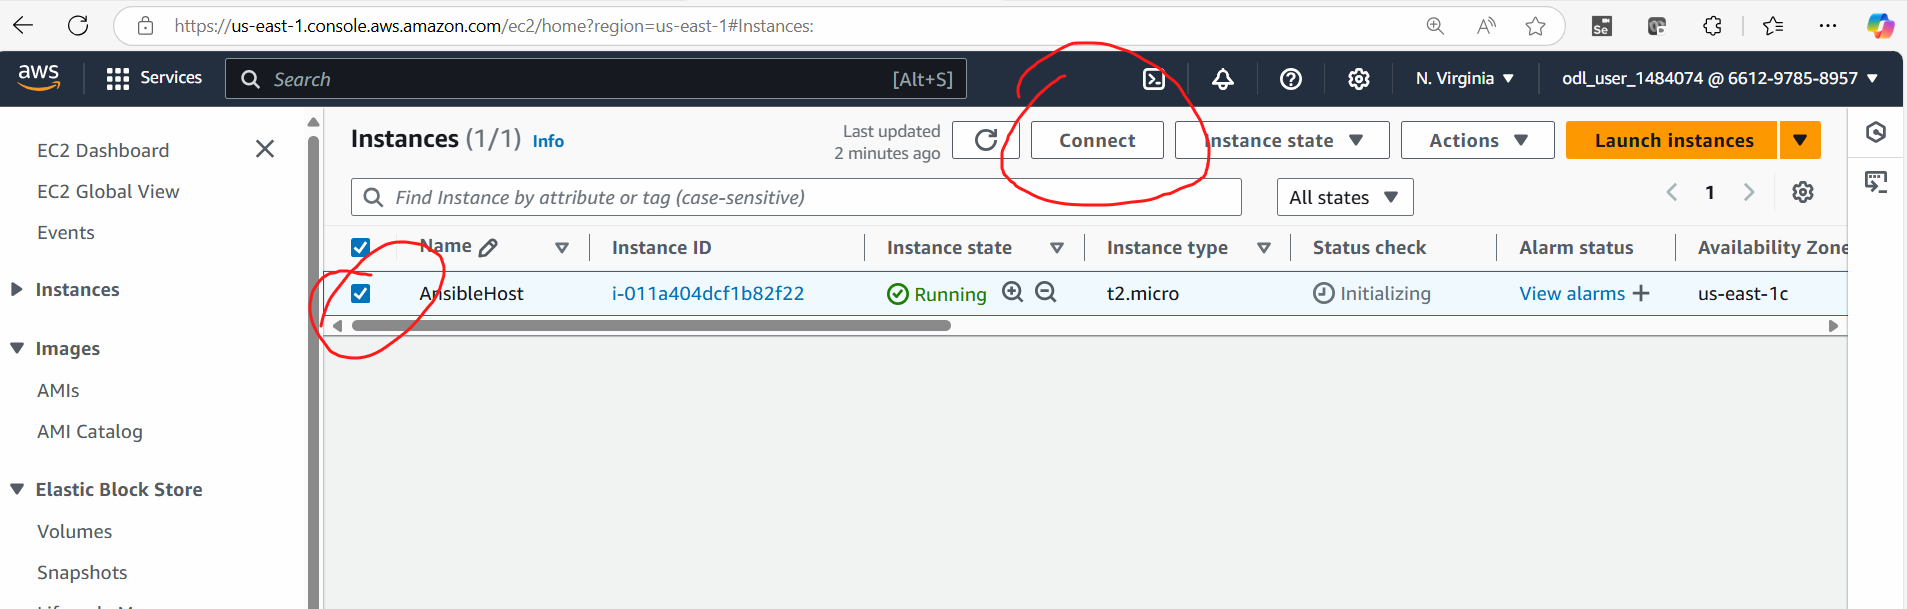 https://us-east-1.console.aws.amazon.com/ec2/home?region=us-east-1#Instances:
Se
aws
Services
Search
[Alt+S]
N. Virginia
odl_user_1484074 @ 6612-9785-8957
EC2 Dashboard
EC2 Global View
Events
Instances
Images
AMIs
AMI Catalog
Elastic Block Store
Volumes
Snapshots
Instances (1/1) Info
Last updated
2 minutes ago
Connect
Instance state
Actions
Launch instances
Find Instance by attribute or tag (case-sensitive)
All states
1
Name
Instance ID
Instance state
Instance type
Status check
Alarm status
Availability Zone
AnsibleHost
i-011a404dcf1b82f22
Running
t2.micro
Initializing
View alarms
us-east-1c